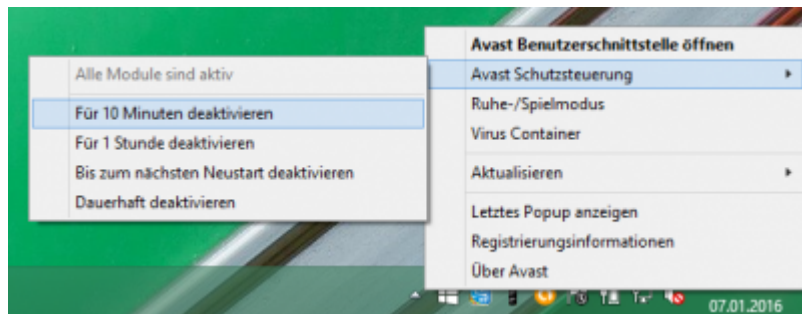 Avast Benutzerschnittstelle öffnen
Avast Schutzsteuerung
Ruhe-/Spielmodus
Virus Container
Aktualisieren
Letztes Popup anzeigen
Registrierungsinformationen
Über Avast
Alle Module sind aktiv
Für 10 Minuten deaktivieren
Für 1 Stunde deaktivieren
Bis zum nächsten Neustart deaktivieren
Dauerhaft deaktivieren
07.01.2016